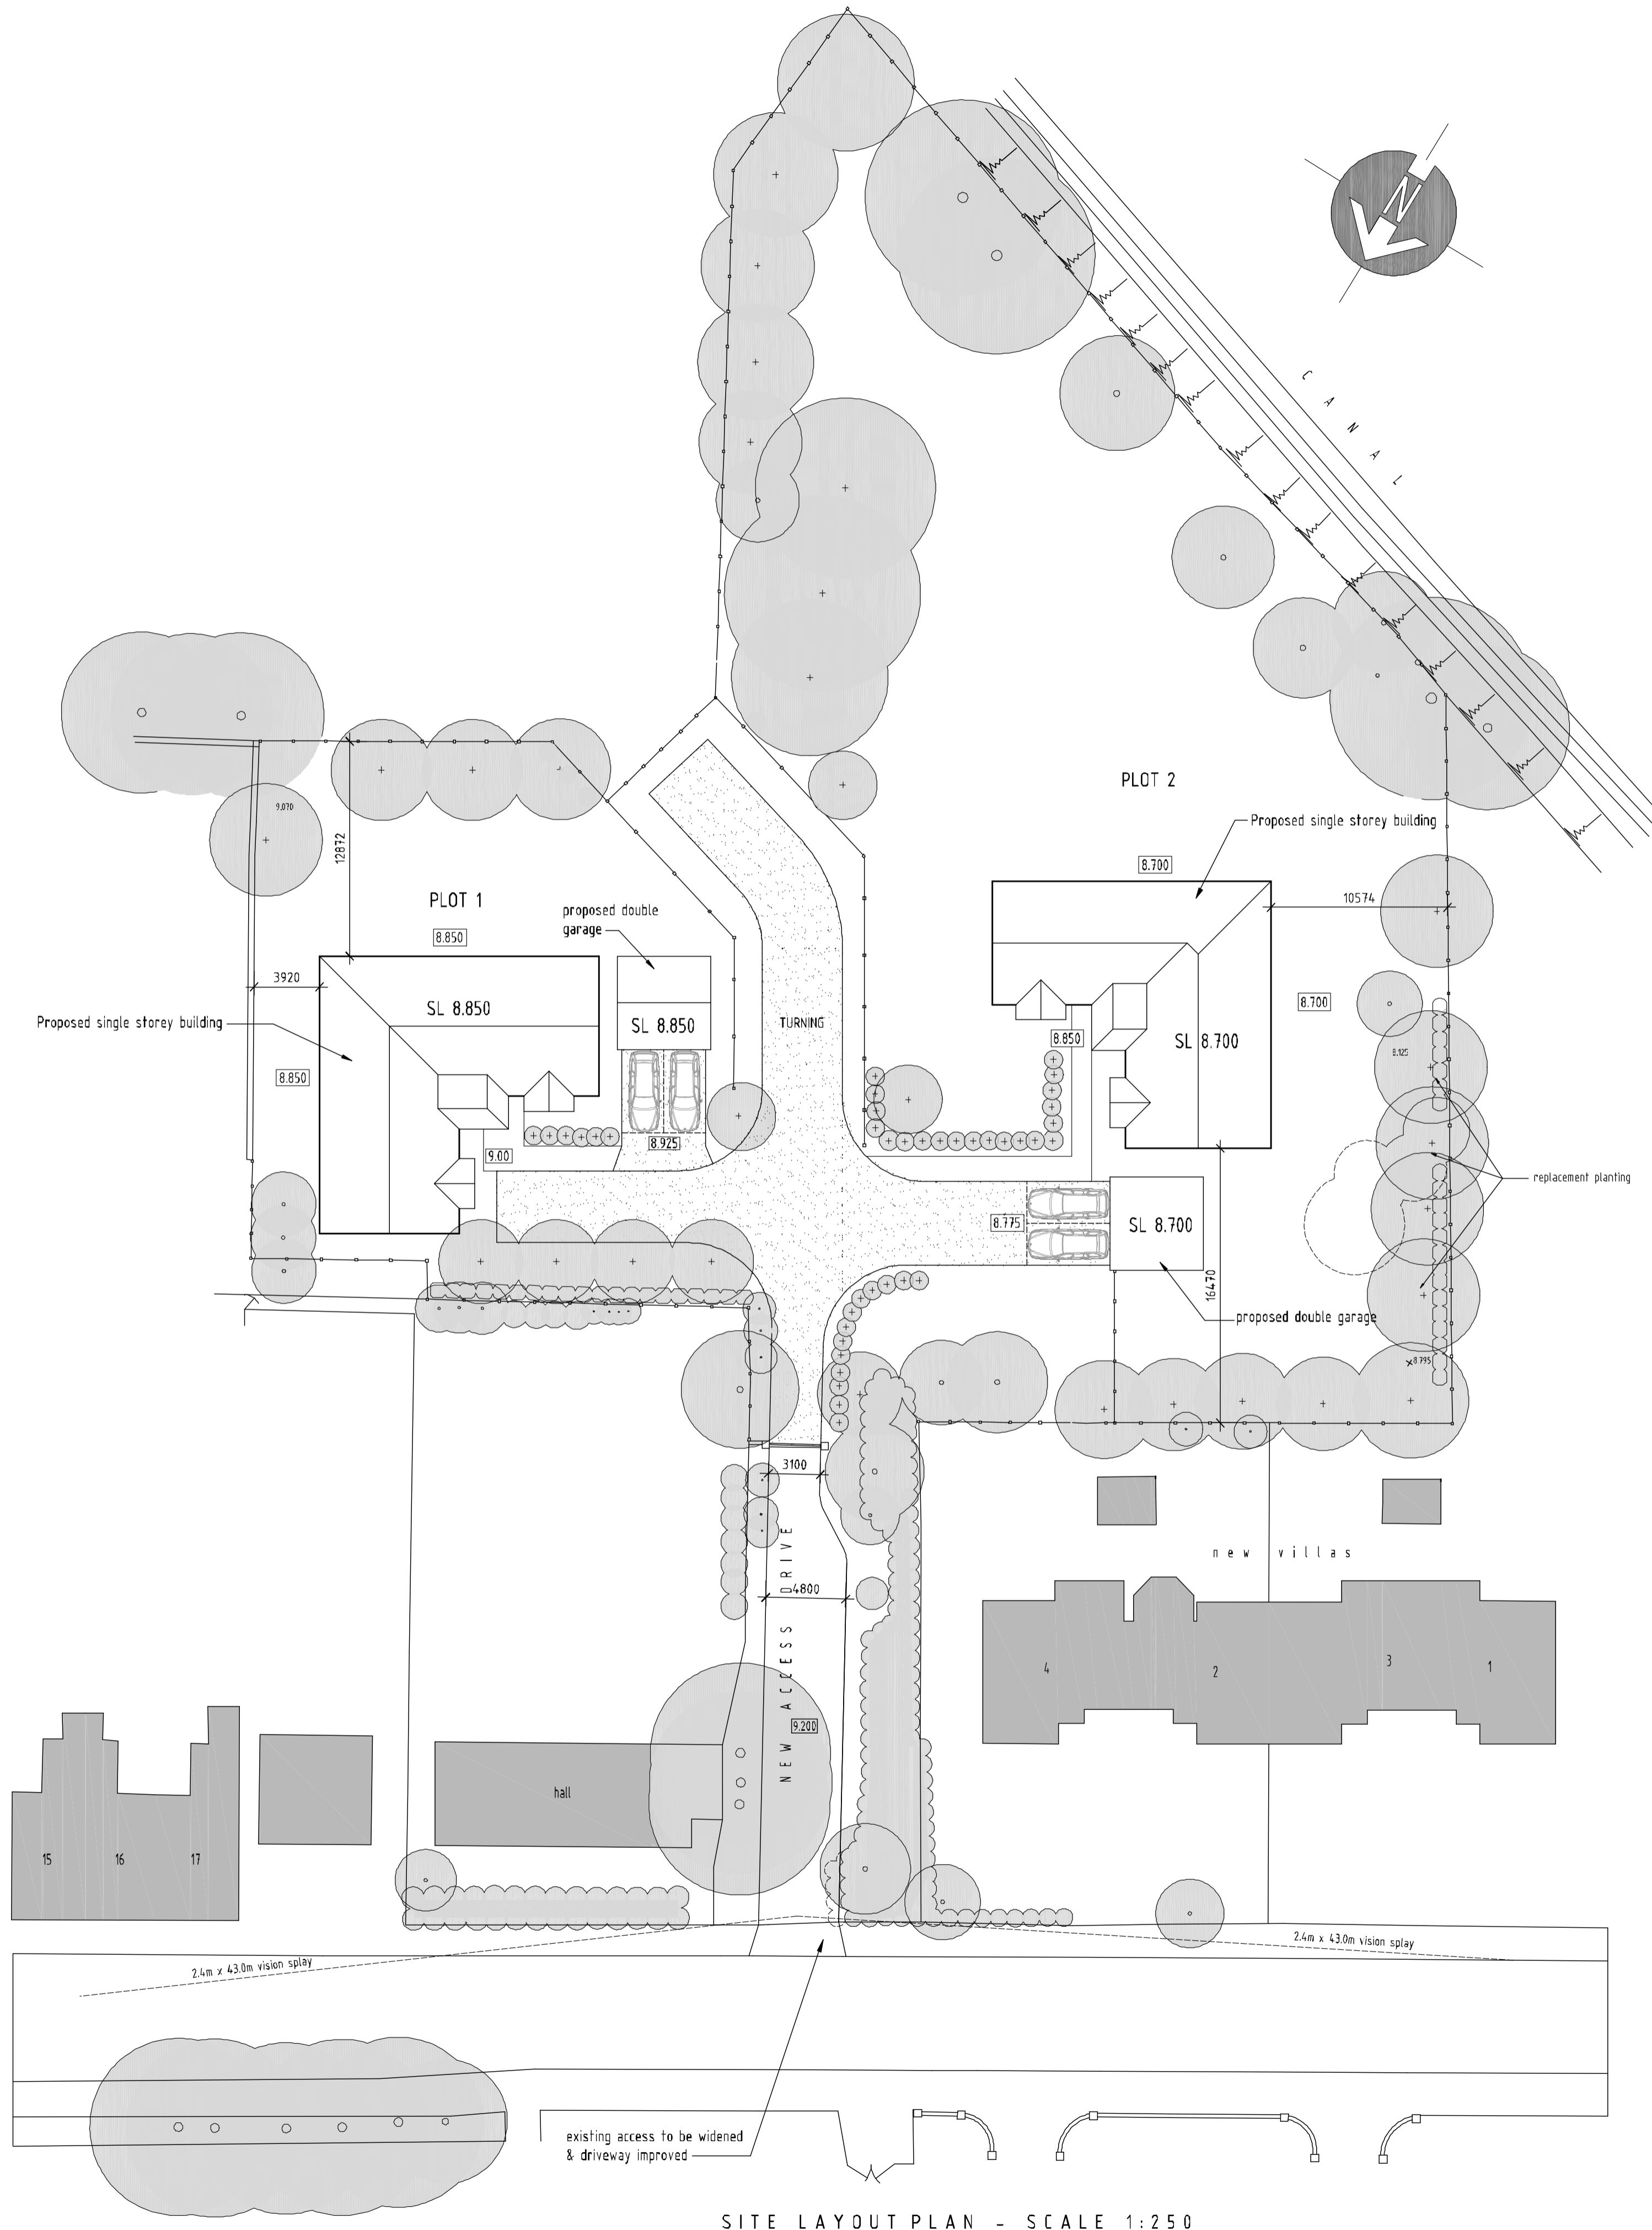 N
CANAL
PLOT 2
Proposed single storey building
8.700
9.070
12872
PLOT 1
8.850
proposed double
garage
10574
3920
SL 8.850
Proposed single storey building
SL 8.850
TURNING
8.700
8.850
SL 8.700
8.125
8.850
8.925
9.00
replacement planting
8.775
SL 8.700
16470
proposed double garage
8.795
3100
NEW ACCESS DRIVE
4800
new villas
4
2
3
1
9.200
hall
15
16
17
2.4m x 43.0m vision splay
2.4m x 43.0m vision splay
existing access to be widened
& driveway improved
SITE LAYOUT PLAN - SCALE 1:250